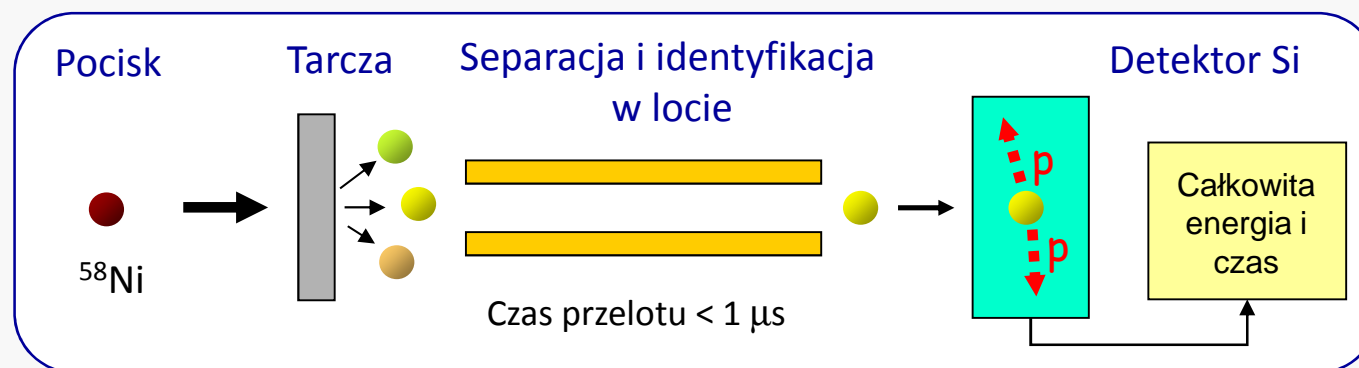 Pocisk
Tarcza
Separacja i identyfikacja
w locie
Detektor Si
⁵⁸Ni
Czas przelotu < 1 μs
p
p
Całkowita
energia i
czas